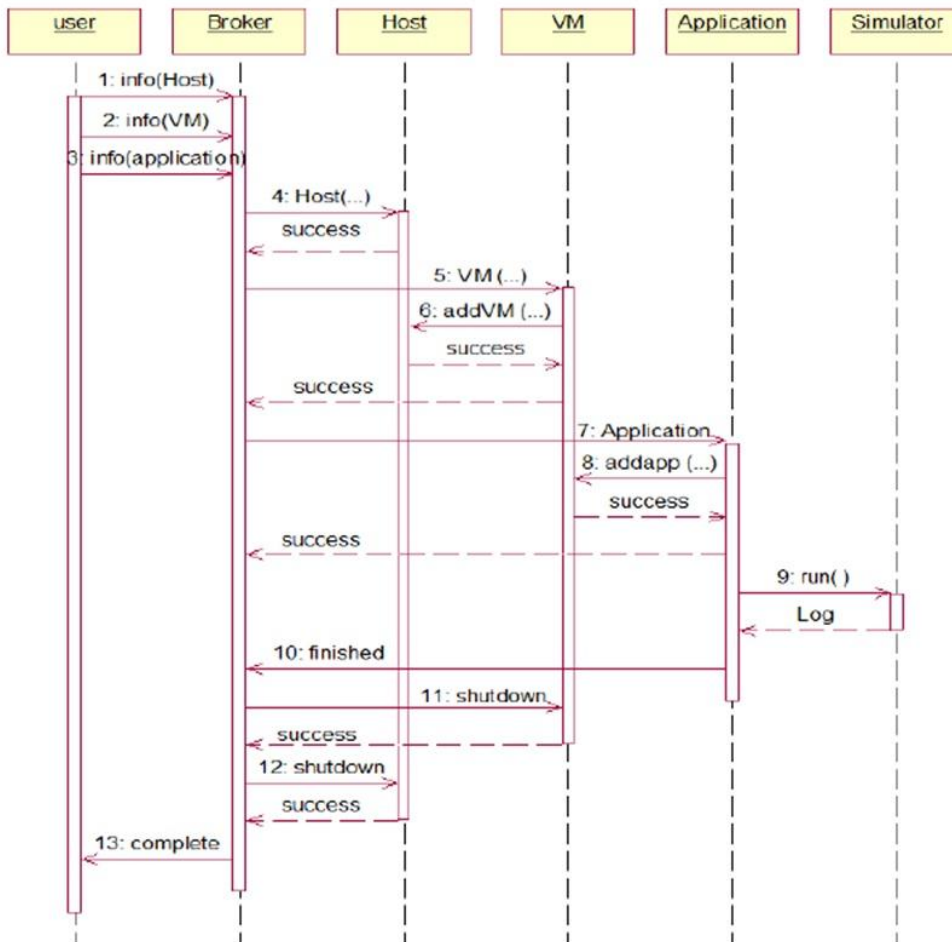 user
Broker
Host
VM
Application
Simulator
1: info(Host)
2: info(VM)
3: info(application)
4: Host(...)
success
5: VM (...)
6: addVM (...)
success
success
7: Application
8: addapp (...)
success
success
9: run( )
Log
10: finished
11: shutdown
success
12: shutdown
success
13: complete